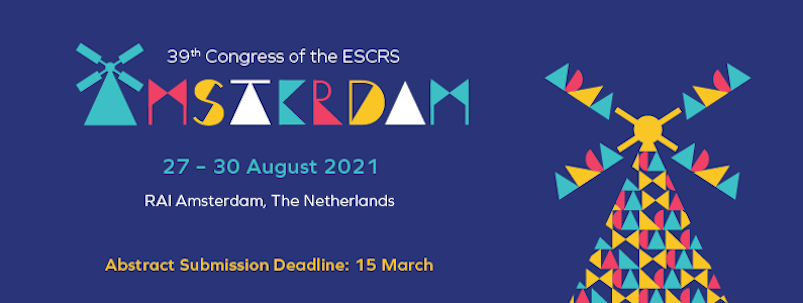 39th Congress of the ESCRS
AMSTERDAM
27 – 30 August 2021
RAI Amsterdam, The Netherlands
Abstract Submission Deadline: 15 March